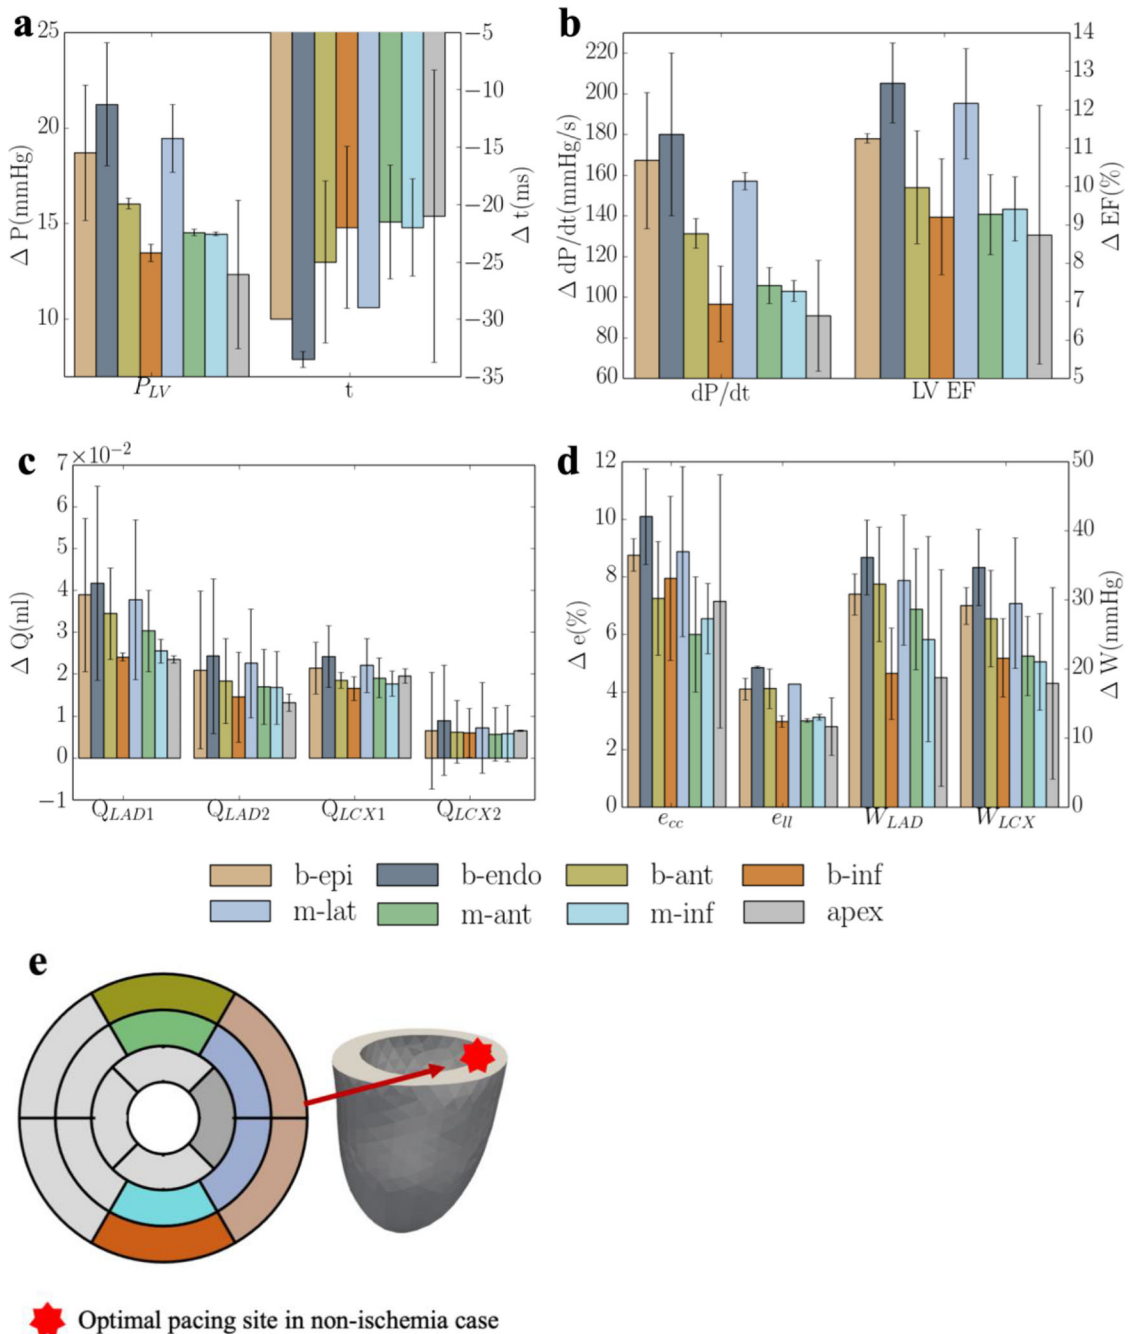 a
25
20
15
10
Δ P(mmHg)
−5
−10
−15
−20
−25
−30
−35
Δ t(ms)
P_LV
t
b
220
200
180
160
140
130
100
80
60
Δ dP/dt(mmHg/s)
14
13
12
11
10
9
8
7
6
5
Δ EF(%)
dP/dt
LV EF
c
7×10⁻²
6
5
4
3
2
1
0
−1
Δ Q(ml)
Q_LAD1
Q_LAD2
Q_LCX1
Q_LCX2
d
12
10
8
6
4
2
0
Δ e(%)
50
40
30
20
10
0
Δ W(mmHg)
e_cc
e_ll
W_LAD
W_LCX
b-epi b-endo b-ant b-inf
m-lat m-ant m-inf apex
e
Optimal pacing site in non-ischemia case